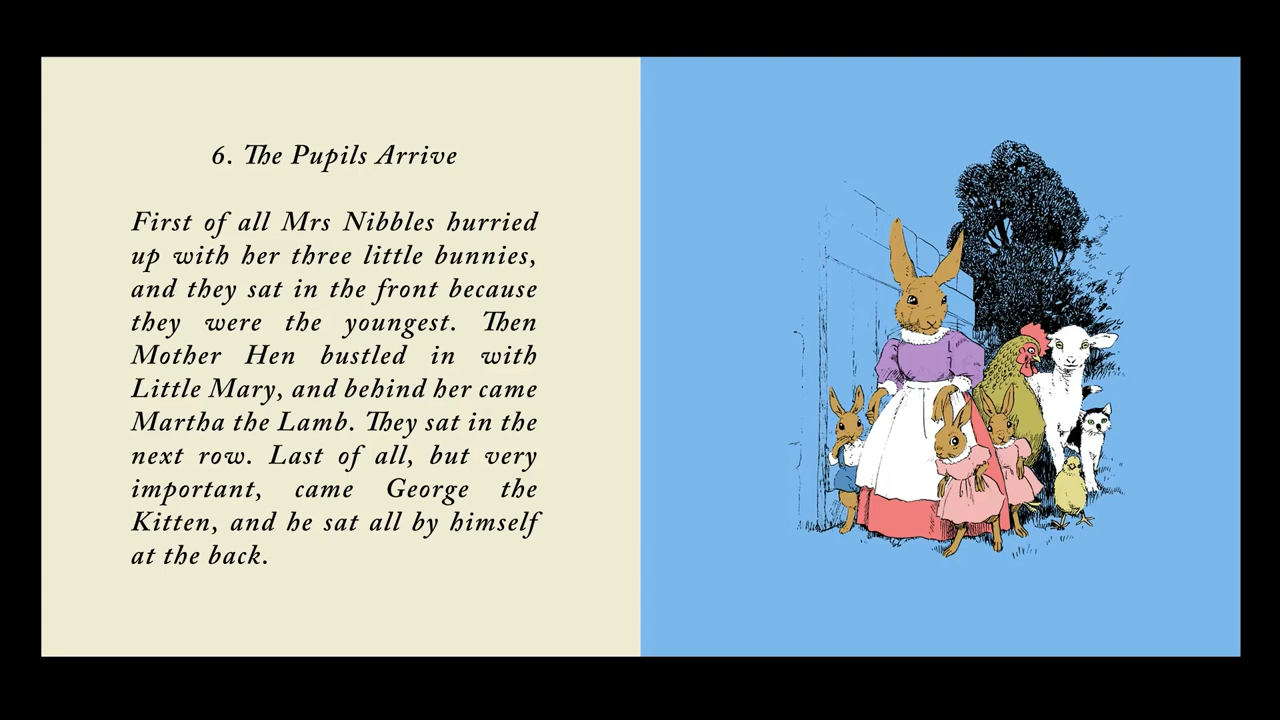 6. The Pupils Arrive
First of all Mrs Nibbles hurried
up with her three little bunnies,
and they sat in the front because
they were the youngest. Then
Mother Hen bustled in with
Little Mary, and behind her came
Martha the Lamb. They sat in the
next row. Last of all, but very
important, came George the
Kitten, and he sat all by himself
at the back.